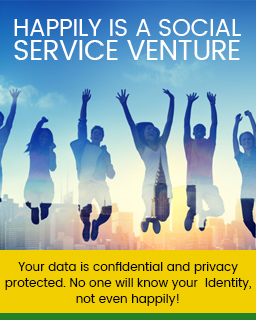 HAPPILY IS A SOCIAL
SERVICE VENTURE
Your data is confidential and privacy
protected. No one will know your Identity,
not even happily!